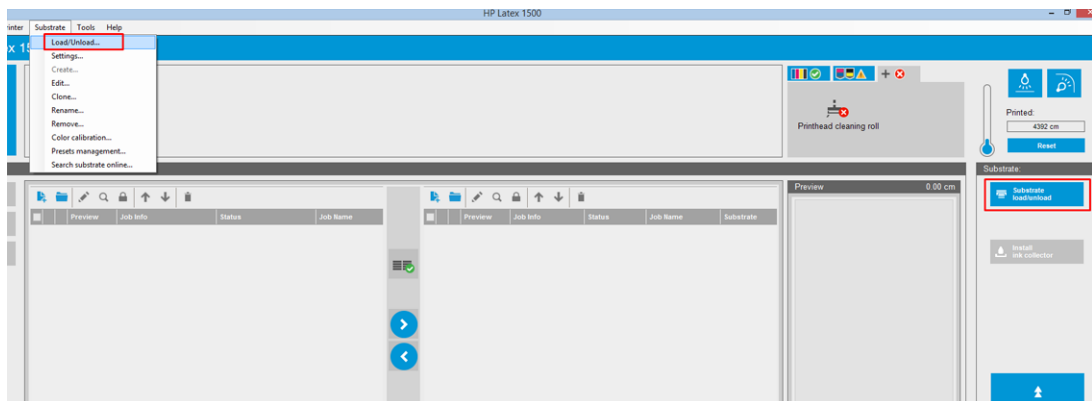 HP Latex 1500
Substrate Tools Help
Load/Unload...
Settings...
Create...
Edit...
Clone...
Rename...
Remove...
Color calibration...
Presets management...
Search substrate online...
Printhead cleaning roll
Printed:
4392 cm
Reset
Substrate:
Substrate
load/unload
Install
ink collector
Preview Job Info Status Job Name
Preview Job Info Status Job Name Substrate
Preview 0.00 cm